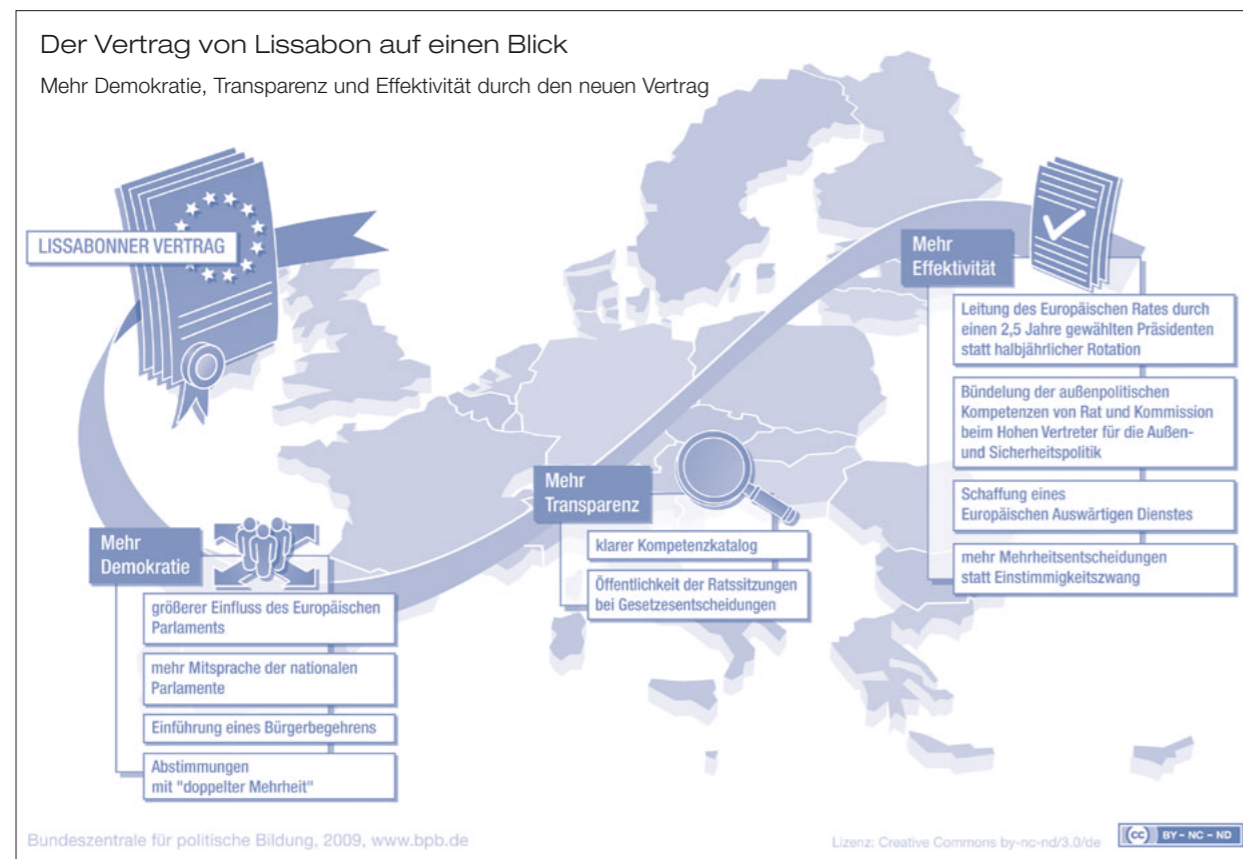 Der Vertrag von Lissabon auf einen Blick
Mehr Demokratie, Transparenz und Effektivität durch den neuen Vertrag
LISSABONNER VERTRAG
Mehr
Demokratie
größerer Einfluss des Europäischen
Parlaments
mehr Mitsprache der nationalen
Parlamente
Einführung eines Bürgerbegehrens
Abstimmungen
mit "doppelter Mehrheit"
Mehr
Transparenz
klarer Kompetenzkatalog
Öffentlichkeit der Ratssitzungen
bei Gesetzesentscheidungen
Mehr
Effektivität
Leitung des Europäischen Rates durch
einen 2,5 Jahre gewählten Präsidenten
statt halbjährlicher Rotation
Bündelung der außenpolitischen
Kompetenzen von Rat und Kommission
beim Hohen Vertreter für die Außen-
und Sicherheitspolitik
Schaffung eines
Europäischen Auswärtigen Dienstes
mehr Mehrheitsentscheidungen
statt Einstimmigkeitszwang
Bundeszentrale für politische Bildung, 2009, www.bpb.de
Lizenz: Creative Commons by-nc-nd/3.0/de
cc BY - NC - ND